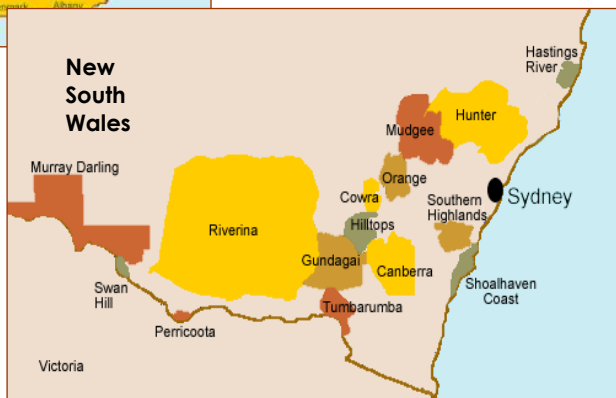 Albany
New
South
Wales
Hastings
River
Hunter
Mudgee
Murray Darling
Orange
Cowra
Southern
Highlands
Sydney
Hilltops
Riverina
Gundagai
Canberra
Swan
Hill
Shoalhaven
Coast
Tumbarumba
Perricoota
Victoria